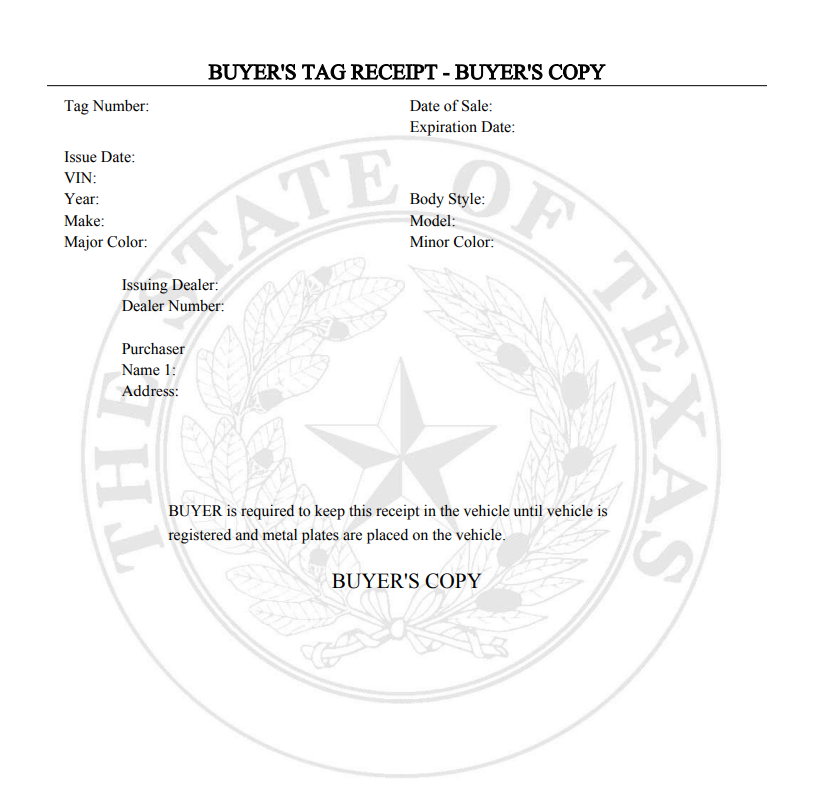 BUYER'S TAG RECEIPT - BUYER'S COPY
Tag Number:
Date of Sale:
Expiration Date:
Issue Date:
VIN:
Year:
Body Style:
Make:
Model:
Major Color:
Minor Color:
Issuing Dealer:
Dealer Number:
Purchaser
Name 1:
Address:
BUYER is required to keep this receipt in the vehicle until vehicle is
registered and metal plates are placed on the vehicle.
BUYER'S COPY
THE STATE OF TEXAS